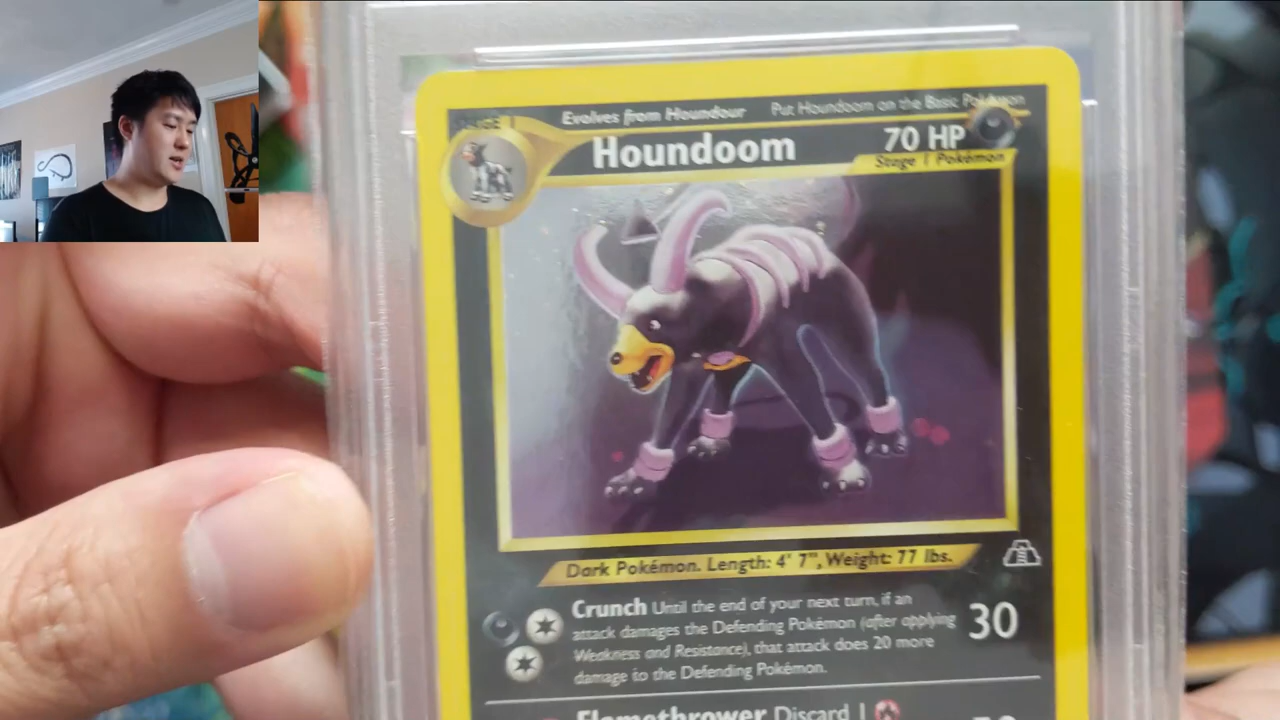 Evolves from Houndour Put Houndoom on the Basic Pokémon
Houndoom 70 HP
Stage 1 Pokémon
Dark Pokémon. Length: 4' 7", Weight: 77 lbs.
Crunch Until the end of your next turn, if an
attack damages the Defending Pokémon (after applying
Weakness and Resistance), that attack does 20 more
damage to the Defending Pokémon.
30
Flamethrower Discard 1